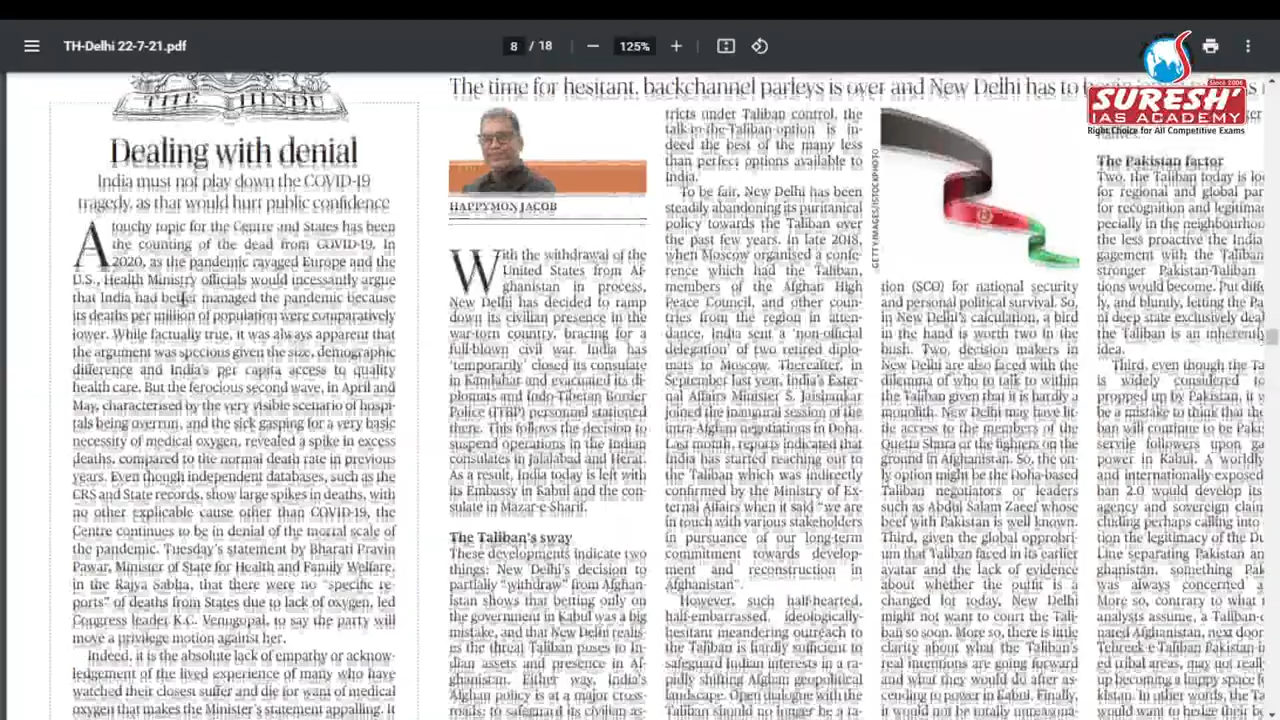 TH-Delhi 22-7-21.pdf
8 / 18
125%
Since 2006
SURESH
IAS ACADEMY
Right Choice for All Competitive Exams
THE HINDU
Dealing with denial
India must not play down the COVID-19
tragedy, as that would hurt public confidence
A touchy topic for the Centre and States has been
the counting of the dead from COVID-19. In
2020, as the pandemic ravaged Europe and the
U.S., Health Ministry officials would incessantly argue
that India had better managed the pandemic because
its deaths per million of population were comparatively
lower. While factually true, it was always apparent that
the argument was specious given the size, demographic
difference and India's per capita access to quality
health care. But the ferocious second wave, in April and
May, characterised by the very visible scenario of hospi-
tals being overrun, and the sick gasping for a very basic
necessity of medical oxygen, revealed a spike in excess
deaths, compared to the normal death rate in previous
years. Even though independent databases, such as the
CRS and State records, show large spikes in deaths, with
no other explicable cause other than COVID-19, the
Centre continues to be in denial of the mortal scale of
the pandemic. Tuesday's statement by Bharati Pravin
Pawar, Minister of State for Health and Family Welfare,
in the Rajya Sabha, that there were no "specific re-
ports" of deaths from States due to lack of oxygen, led
Congress leader K.C. Venugopal, to say the party will
move a privilege motion against her.
Indeed, it is the absolute lack of empathy or acknow-
ledgement of the lived experience of many who have
watched their closest suffer and die for want of medical
oxygen that makes the Minister's statement appalling. It
The time for hesitant, backchannel parleys is over and New Delhi has to
HAPPYMON JACOB
With the withdrawal of the
United States from Af-
ghanistan in process,
New Delhi has decided to ramp
down its civilian presence in the
war-torn country, bracing for a
full-blown civil war. India has
'temporarily' closed its consulate
in Kandahar and evacuated its di-
plomats and Indo-Tibetan Border
Police (ITBP) personnel stationed
there. This follows the decision to
suspend operations in the Indian
consulates in Jalalabad and Herat.
As a result, India today is left with
its Embassy in Kabul and the con-
sulate in Mazar-e-Sharif.
The Taliban's sway
These developments indicate two
things: New Delhi's decision to
partially "withdraw" from Afghan-
istan shows that betting only on
the government in Kabul was a big
mistake, and that New Delhi realis-
es the threat Taliban poses to In-
dian assets and presence in Af-
ghanistan. Either way, India's
Afghan policy is at a major cross-
roads; to safeguard its civilian as-
tricts under Taliban control, the
talk-to-the-Taliban option is in-
deed the best of the many less
than perfect options available to
India.
To be fair, New Delhi has been
steadily abandoning its puritanical
policy towards the Taliban over
the past few years. In late 2018,
when Moscow organised a confe-
rence which had the Taliban,
members of the Afghan High
Peace Council, and other coun-
tries from the region in atten-
dance, India sent a 'non-official
delegation' of two retired diplo-
mats to Moscow. Thereafter, in
September last year, India's Exter-
nal Affairs Minister S. Jaishankar
joined the inaugural session of the
intra-Afghan negotiations in Doha.
Last month, reports indicated that
India has started reaching out to
the Taliban which was indirectly
confirmed by the Ministry of Ex-
ternal Affairs when it said "we are
in touch with various stakeholders
in pursuance of our long-term
commitment towards develop-
ment and reconstruction in
Afghanistan".
However, such half-hearted,
half-embarrassed, ideologically-
hesitant meandering outreach to
the Taliban is hardly sufficient to
safeguard Indian interests in a ra-
pidly shifting Afghan geopolitical
landscape. Open dialogue with the
Taliban should no longer be a ta-
GETTY IMAGES/ISTOCKPHOTO
tion (SCO) for national security
and personal political survival. So,
in New Delhi's calculation, a bird
in the hand is worth two in the
bush. Two, decision makers in
New Delhi are also faced with the
dilemma of who to talk to within
the Taliban given that it is hardly a
monolith. New Delhi may have lit-
tle access to the members of the
Quetta Shura or the fighters on the
ground in Afghanistan. So, the on-
ly option might be the Doha-based
Taliban negotiators or leaders
such as Abdul Salam Zaeef whose
beef with Pakistan is well known.
Third, given the global opprobri-
um that Taliban faced in its earlier
avatar and the lack of evidence
about whether the outfit is a
changed lot today, New Delhi
might not want to court the Tali-
ban so soon. More so, there is little
clarity about what the Taliban's
real intentions are going forward
and what they would do after as-
cending to power in Kabul. Finally,
it would not be totally unreasona-
The Pakistan factor
Two, the Taliban today is lo
for regional and global par
for recognition and legitima
pecially in the neighbourhoo
the less proactive the India
gagement with the Taliban
stronger Pakistan-Taliban
tions would become. Put diff
ly, and bluntly, letting the Pa
ni deep state exclusively deal
the Taliban is an inherently
idea.
Third, even though the Ta
is widely considered to
propped up by Pakistan, it w
be a mistake to think that the
ban will continue to be Paki
servile followers upon ga
power in Kabul. A worldly
and internationally exposed
ban 2.0 would develop its
agency and sovereign claim
cluding perhaps calling into
tion the legitimacy of the Du
Line separating Pakistan an
ghanistan, something Pak
was always concerned a
More so, contrary to what
analysts assume, a Taliban-
nated Afghanistan, next door
Tehreek-e-Taliban Pakistan-i
ed tribal areas, may not reall
up becoming a happy space f
kistan. In other words, the Ta
would want to hedge their b